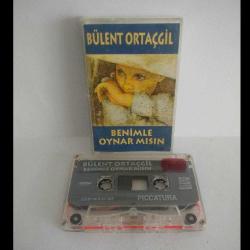 BÜLENT ORTAÇGİL
BENİMLE
OYNAR MISIN
BÜLENT ORTAÇGİL
BENİMLE OYNAR MISIN
PICCATURA